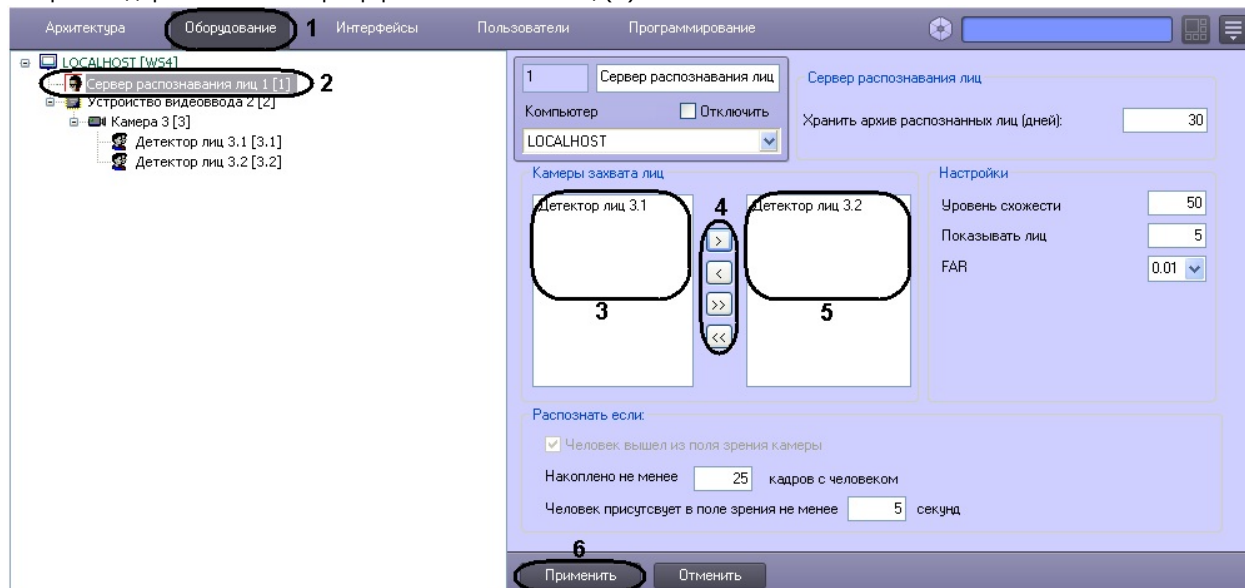 Архитектура Оборудование 1 Интерфейсы Пользователи Программирование
LOCALHOST [WS4]
Сервер распознавания лиц 1 [1] 2
Устройство видеоввода 2 [2]
Камера 3 [3]
Детектор лиц 3.1 [3.1]
Детектор лиц 3.2 [3.2]
1 Сервер распознавания лиц
Компьютер Отключить
LOCALHOST
Сервер распознавания лиц
Хранить архив распознанных лиц (дней): 30
Камеры захвата лиц
Детектор лиц 3.1 4 Детектор лиц 3.2
>
<
>>
<<
3 5
Настройки
Уровень схожести 50
Показывать лиц 5
FAR 0.01
Распознать если:
Человек вышел из поля зрения камеры
Накоплено не менее 25 кадров с человеком
Человек присутсвует в поле зрения не менее 5 секунд
6
Применить Отменить